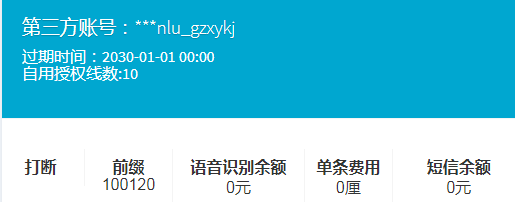 第三方账号：***nlu_gzxykj
过期时间：2030-01-01 00:00
自用授权线数:10
打断 前缀 语音识别余额 单条费用 短信余额
100120 0元 0厘 0元